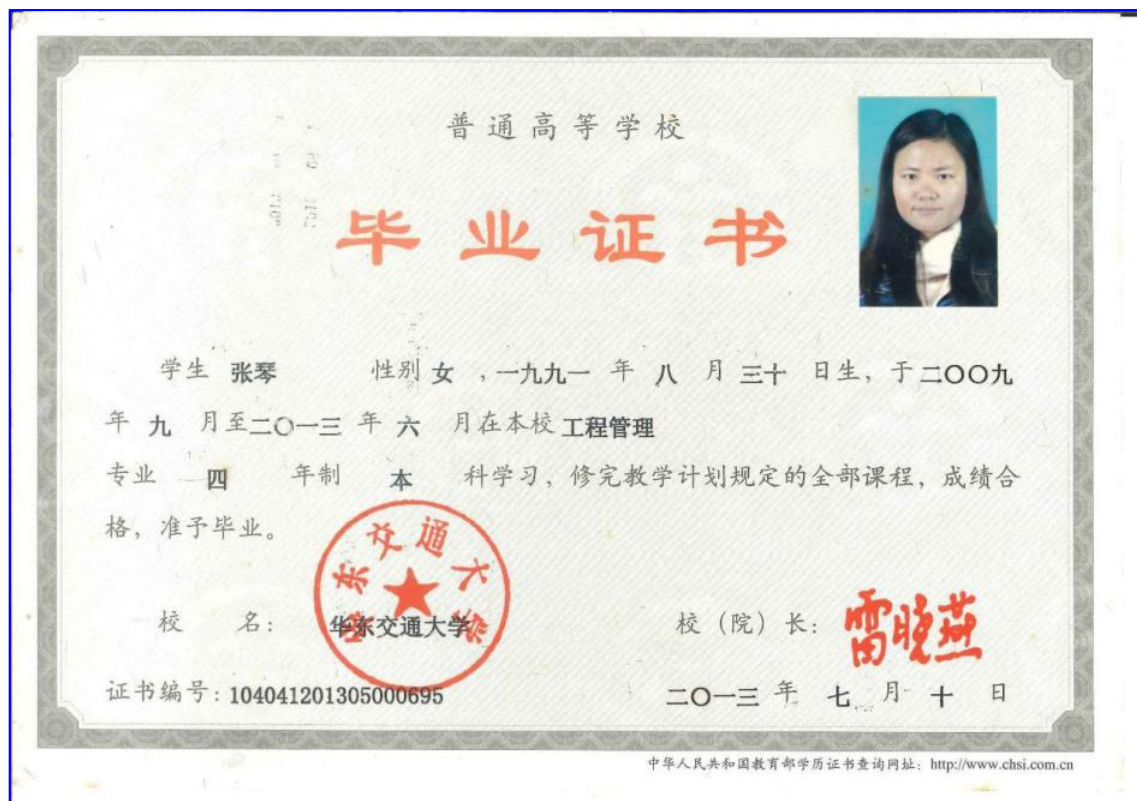 普通高等学校
毕业证书
学生 张琴 性别 女 ，一九九一 年 八 月 三十 日生，于二〇〇九
年 九 月至二〇一三 年 六 月在本校 工程管理
专业 四 年制 本 科学习，修完教学计划规定的全部课程，成绩合
格，准予毕业。
华东交通大学
校 名： 华东交通大学 校（院）长： 雷晓燕
证书编号：104041201305000695 二〇一三 年 七 月 十 日
中华人民共和国教育部学历证书查询网址：http://www.chsi.com.cn